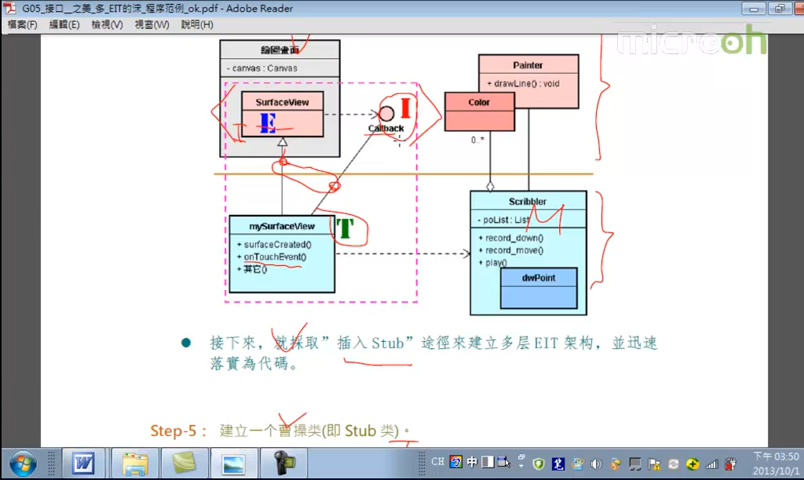 G05_接口__之美_多_EIT的深_程序范例_ok.pdf - Adobe Reader
檔案(F) 編輯(E) 檢視(V) 視窗(W) 說明(H)
microoh
繪圖畫面
- canvas : Canvas
SurfaceView
E
I
Callback
Painter
+ drawLine() : void
Color
0..*
mySurfaceView
+ surfaceCreated()
+ onTouchEvent()
+ 其它()
T
Scribbler
- poList : List
+ record_down()
+ record_move()
+ play()
M
dwPoint
接下來，就採取"插入 Stub"途徑來建立多层 EIT 架构，並迅速
落實為代碼。
Step-5： 建立一个曹操类(即 Stub 类)。
CH 中
下午 03:50
2013/10/1